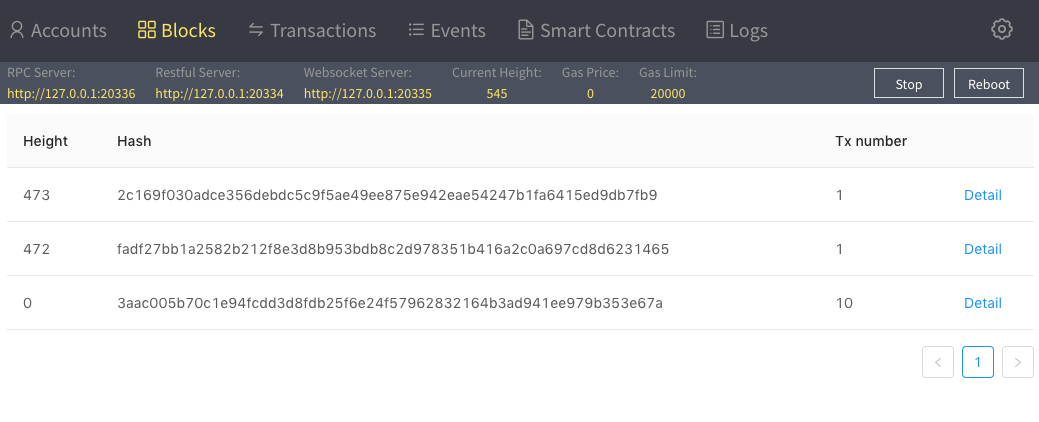 Accounts Blocks Transactions Events Smart Contracts Logs
RPC Server: Restful Server: Websocket Server: Current Height: Gas Price: Gas Limit:
http://127.0.0.1:20336 http://127.0.0.1:20334 http://127.0.0.1:20335 545 0 20000 Stop Reboot
Height Hash Tx number
473 2c169f030adce356debdc5c9f5ae49ee875e942eae54247b1fa6415ed9db7fb9 1 Detail
472 fadf27bb1a2582b212f8e3d8b953bdb8c2d978351b416a2c0a697cd8d6231465 1 Detail
0 3aac005b70c1e94fcdd3d8fdb25f6e24f57962832164b3ad941ee979b353e67a 10 Detail
< 1 >